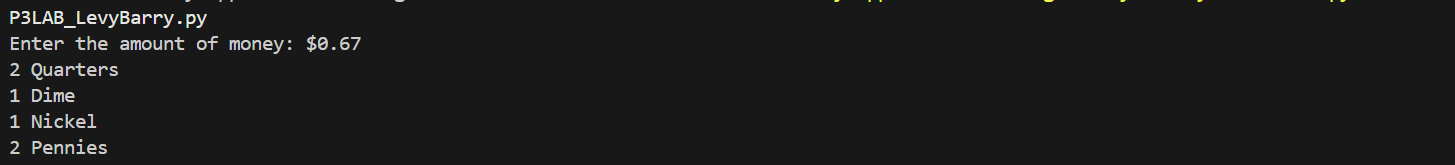 P3LAB_LevyBarry.py
Enter the amount of money: $0.67
2 Quarters
1 Dime
1 Nickel
2 Pennies